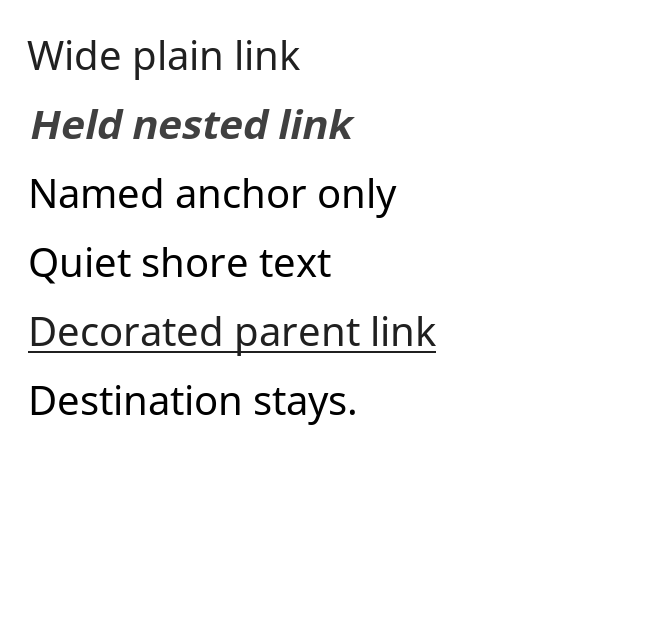 Wide plain link
Held nested link
Named anchor only
Quiet shore text
Decorated parent link
Destination stays.